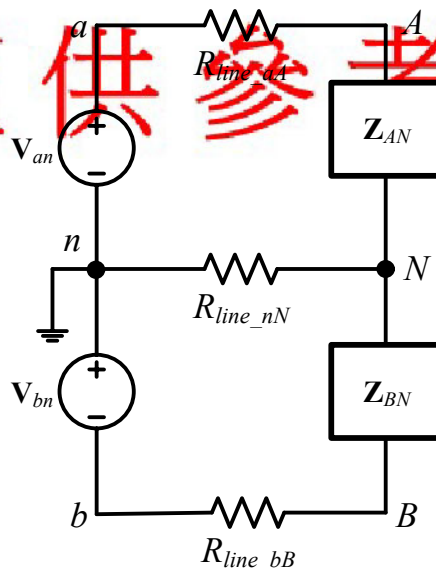 供參考
a
A
R_line_aA
+
V_an
−
Z_AN
n
N
R_line_nN
+
V_bn
−
Z_BN
b
B
R_line_bB